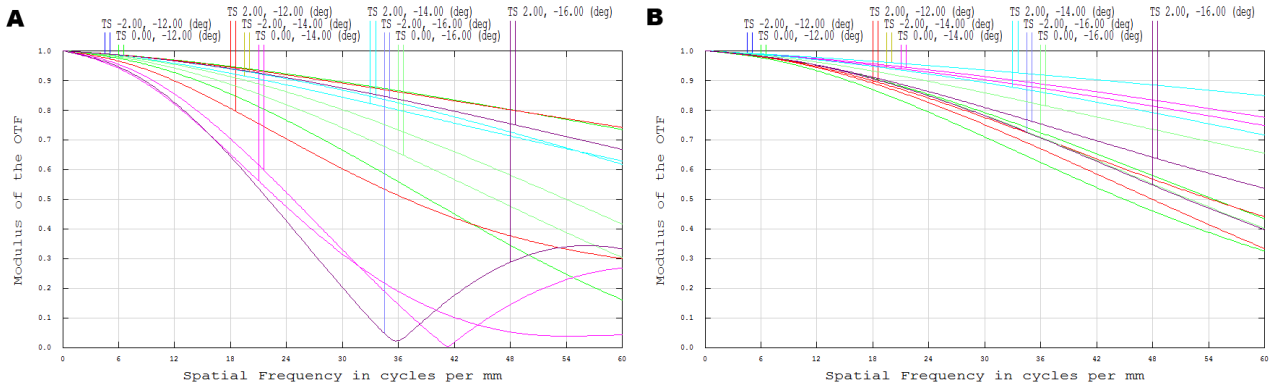 A
TS 2.00, -12.00 (deg) TS 2.00, -14.00 (deg) TS 2.00, -16.00 (deg)
TS -2.00, -12.00 (deg) TS -2.00, -14.00 (deg) TS -2.00, -16.00 (deg)
TS 0.00, -12.00 (deg) TS 0.00, -14.00 (deg) TS 0.00, -16.00 (deg)
1.0
0.9
0.8
0.7
0.6
0.5
0.4
0.3
0.2
0.1
0.0
Modulus of the OTF
0 6 12 18 24 30 36 42 48 54 60
Spatial Frequency in cycles per mm
B
TS 2.00, -12.00 (deg) TS 2.00, -14.00 (deg) TS 2.00, -16.00 (deg)
TS -2.00, -12.00 (deg) TS -2.00, -14.00 (deg) TS -2.00, -16.00 (deg)
TS 0.00, -12.00 (deg) TS 0.00, -14.00 (deg) TS 0.00, -16.00 (deg)
1.0
0.9
0.8
0.7
0.6
0.5
0.4
0.3
0.2
0.1
0.0
Modulus of the OTF
0 6 12 18 24 30 36 42 48 54 60
Spatial Frequency in cycles per mm